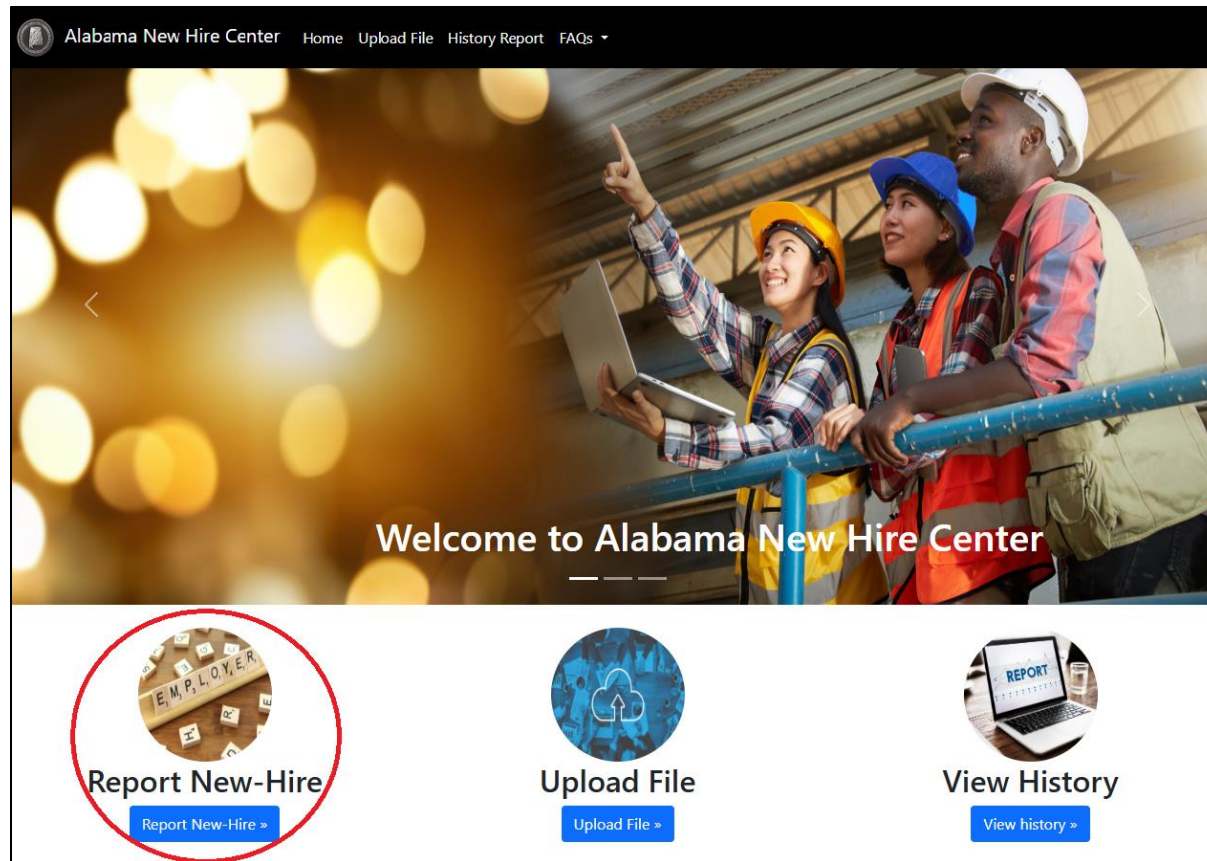 Alabama New Hire Center Home Upload File History Report FAQs
Welcome to Alabama New Hire Center
EMPLOYER
REPORT
Report New-Hire Upload File View History
Report New-Hire » Upload File » View history »